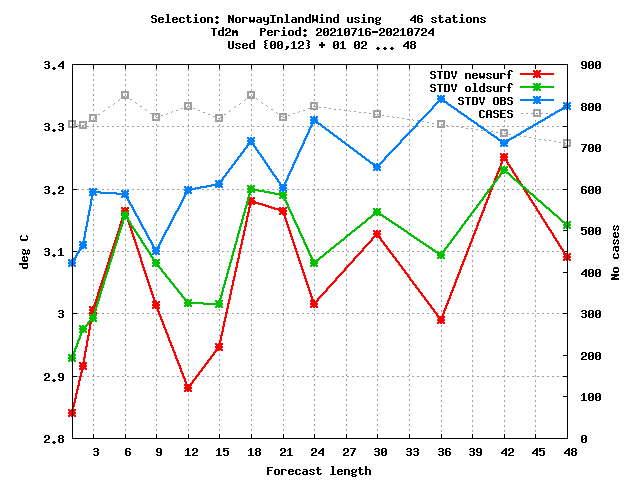 Selection: NorwayInlandWind using    46 stations
Td2m   Period: 20210716-20210724
Used {00,12} + 01 02 ... 48
3.4
3.3
3.2
3.1
3
2.9
2.8
deg C
900
800
700
600
500
400
300
200
100
0
No cases
STDV newsurf
STDV oldsurf
STDV OBS
CASES
3 6 9 12 15 18 21 24 27 30 33 36 39 42 45 48
Forecast length